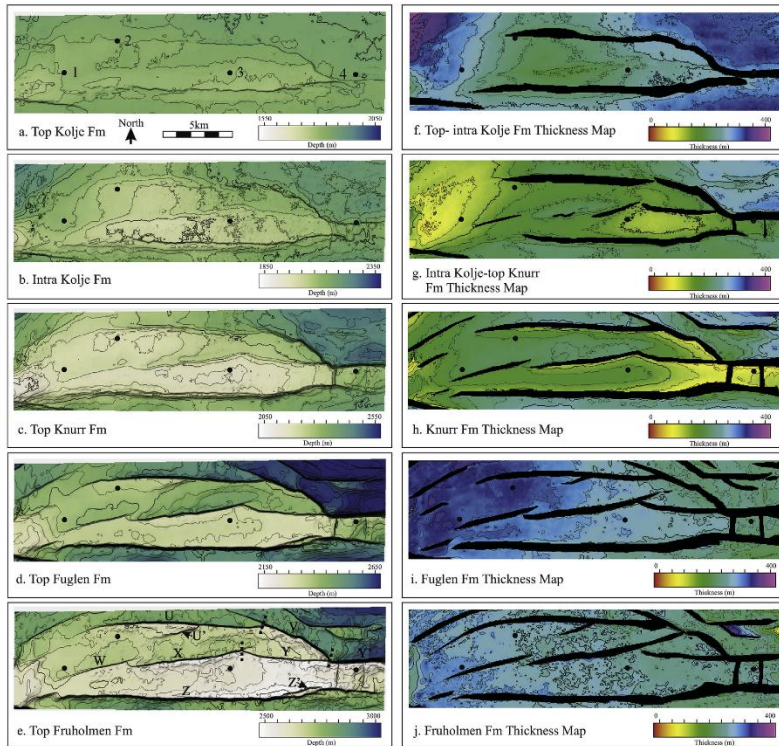 1
2
3
4
a. Top Kolje Fm
North
5km
1550 2050
Depth (m)
b. Intra Kolje Fm
1850 2350
Depth (m)
c. Top Knurr Fm
2050 2550
Depth (m)
d. Top Fuglen Fm
2150 2650
Depth (m)
U
U'
V
W
X
Y
Y'
Z
Z'
e. Top Fruholmen Fm
2500 3000
Depth (m)
f. Top- intra Kolje Fm Thickness Map
0 400
Thickness (m)
g. Intra Kolje-top Knurr
Fm Thickness Map
0 400
Thickness (m)
h. Knurr Fm Thickness Map
0 400
Thickness (m)
i. Fuglen Fm Thickness Map
0 400
Thickness (m)
j. Fruholmen Fm Thickness Map
0 400
Thickness (m)